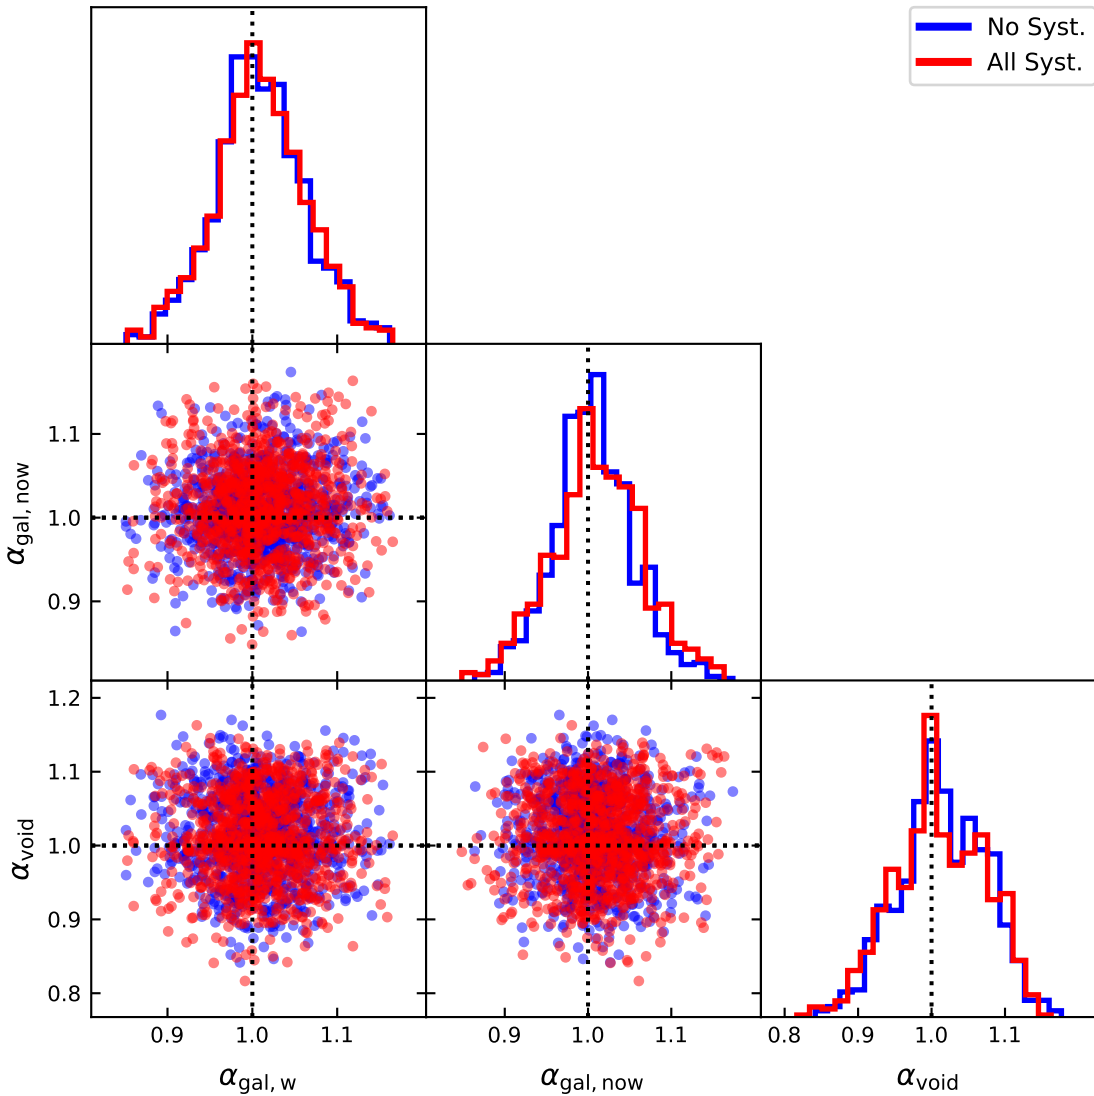 No Syst.
All Syst.
α_gal, now
1.1
1.0
0.9
α_void
1.2
1.1
1.0
0.9
0.8
0.9 1.0 1.1 0.9 1.0 1.1 0.8 0.9 1.0 1.1
α_gal, w α_gal, now α_void